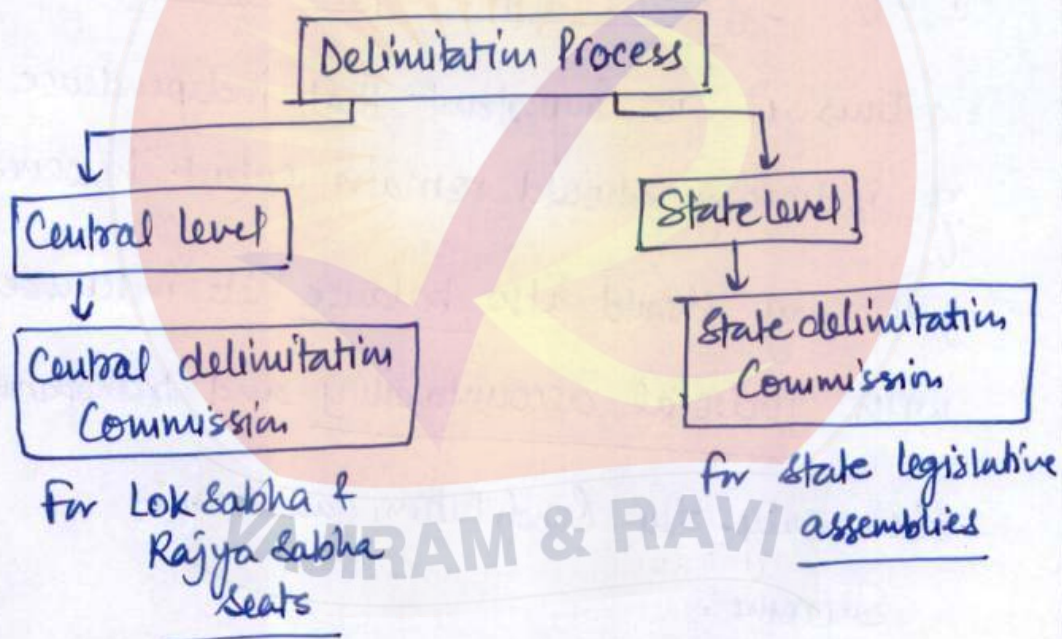 Delimitation Process
Central level
State level
Central delimitation
Commission
State delimitation
Commission
For Lok Sabha &
Rajya Sabha
Seats
for state legislative
assemblies
VAJIRAM & RAVI